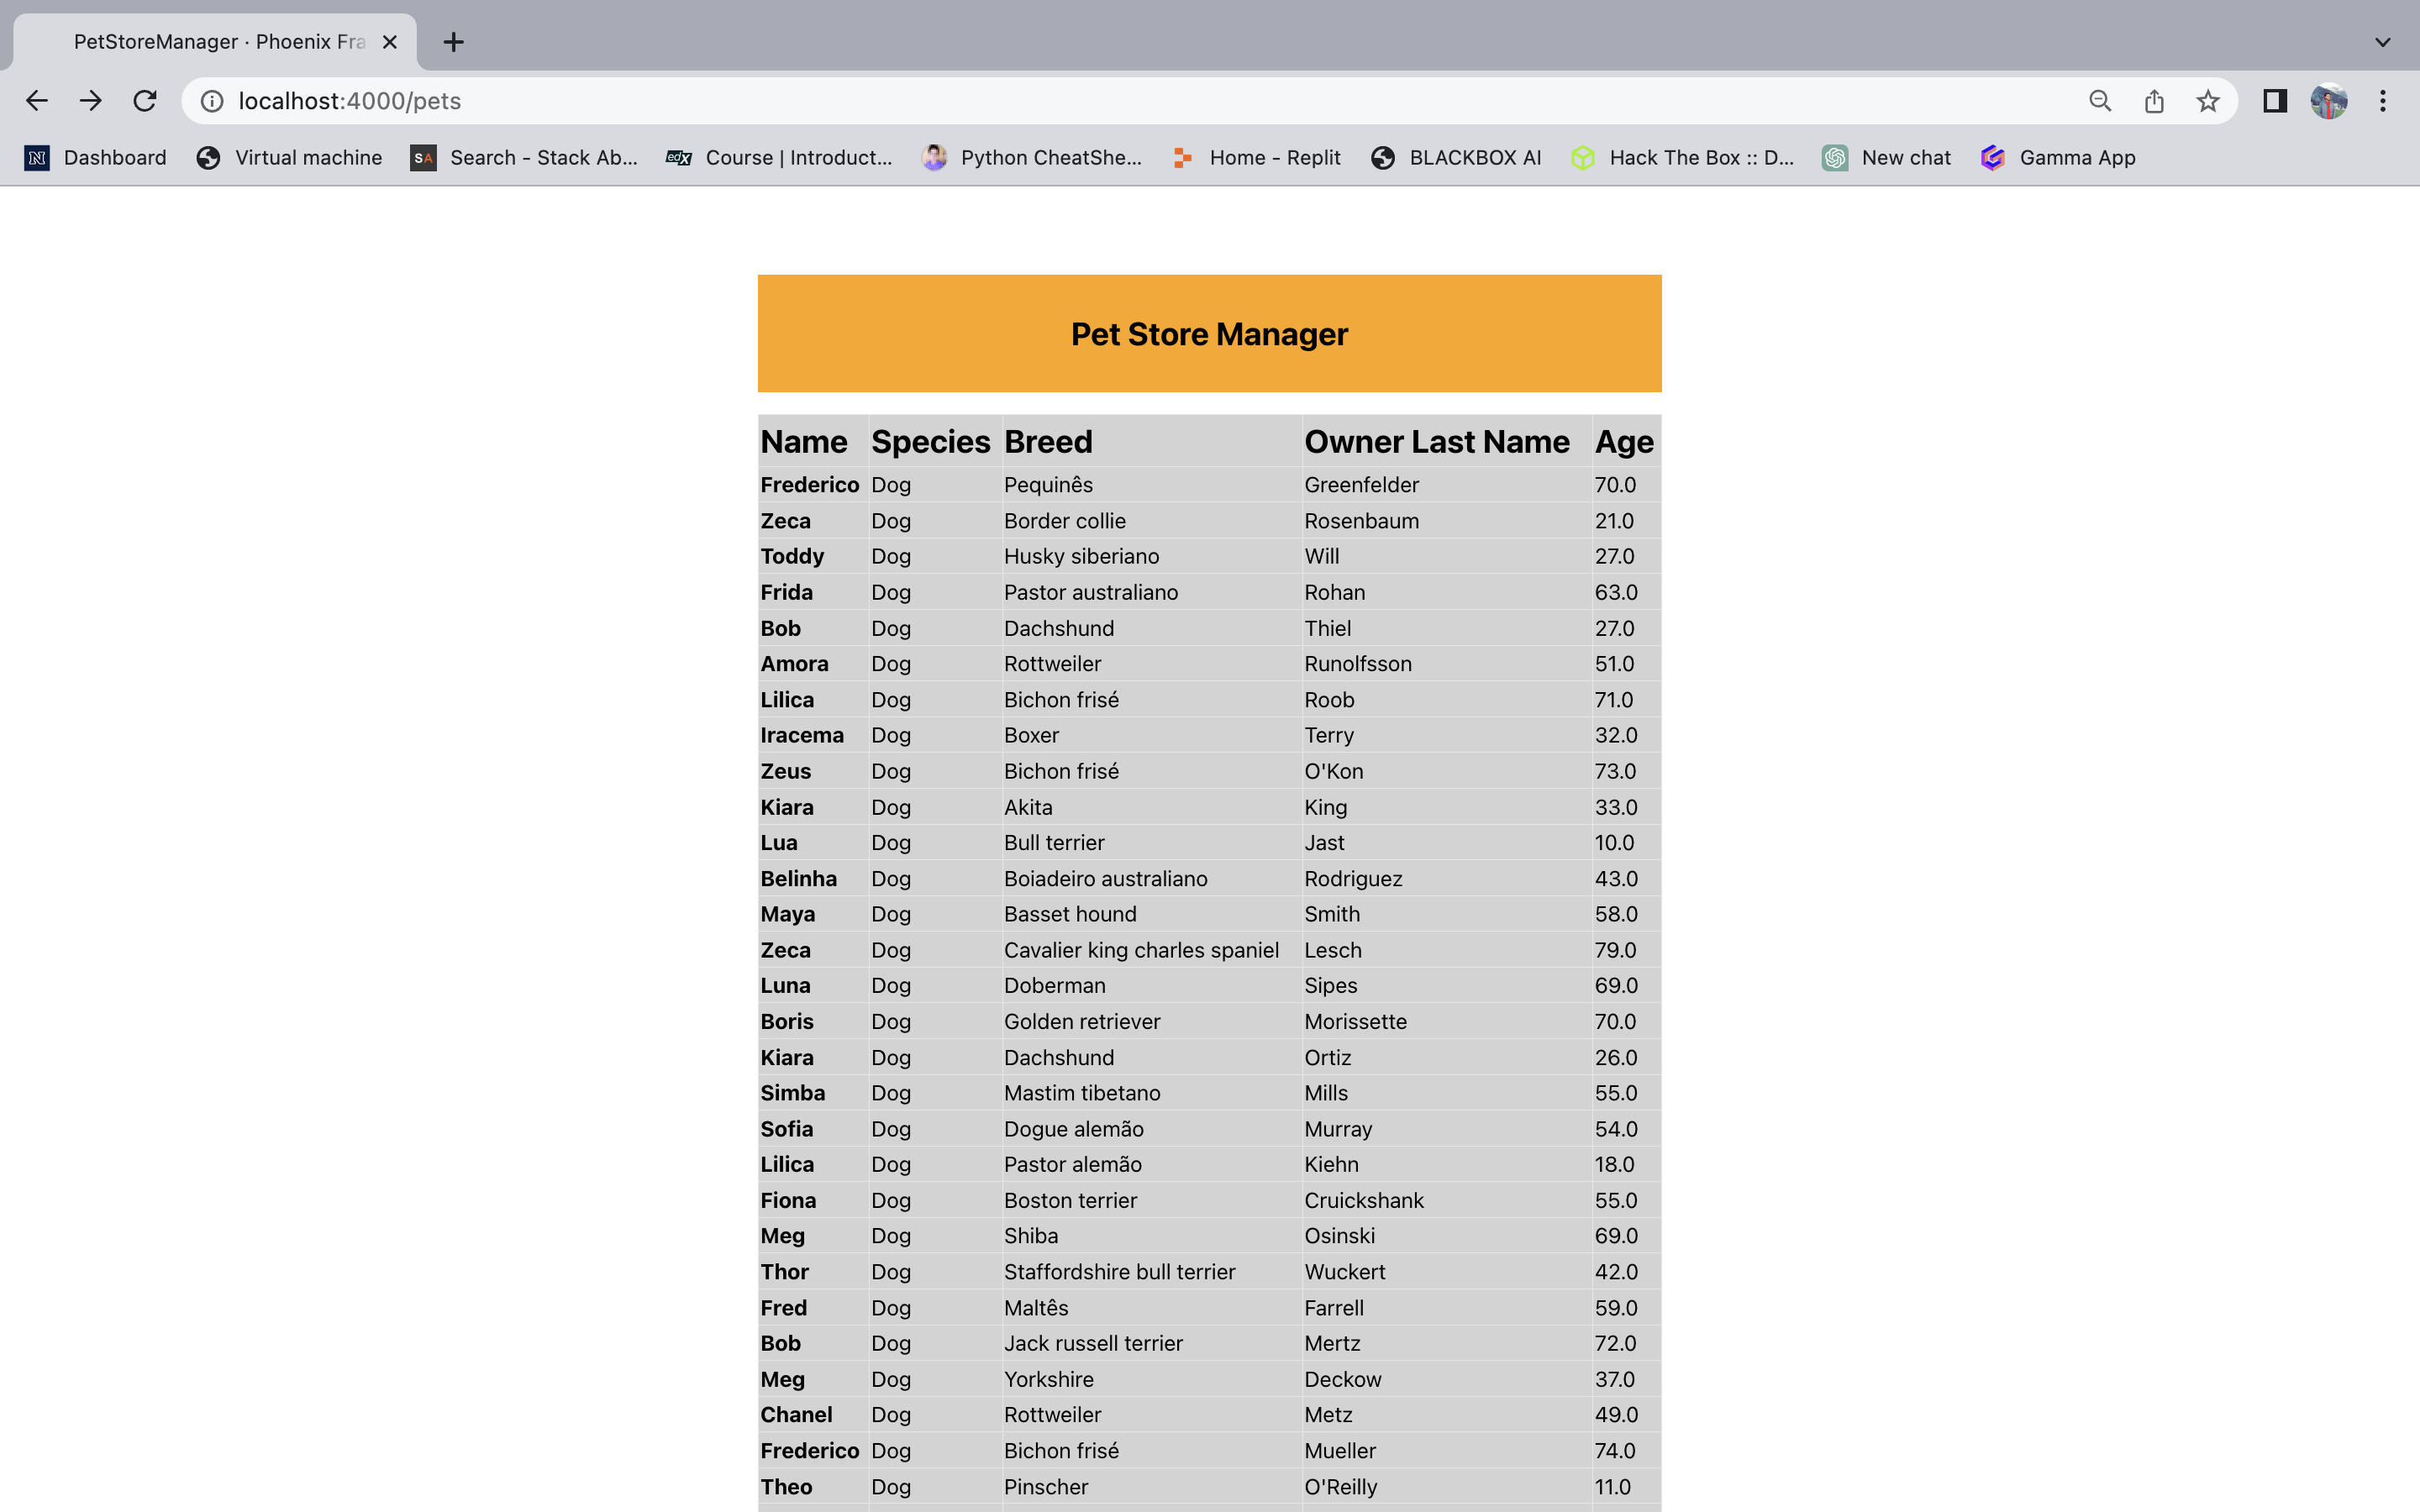 PetStoreManager · Phoenix Fra
localhost:4000/pets
Dashboard Virtual machine SA Search - Stack Ab... edX Course | Introduct... Python CheatShe... Home - Replit BLACKBOX AI Hack The Box :: D... New chat Gamma App
Pet Store Manager
Name Species Breed Owner Last Name Age
Frederico Dog Pequinês Greenfelder 70.0
Zeca Dog Border collie Rosenbaum 21.0
Toddy Dog Husky siberiano Will 27.0
Frida Dog Pastor australiano Rohan 63.0
Bob Dog Dachshund Thiel 27.0
Amora Dog Rottweiler Runolfsson 51.0
Lilica Dog Bichon frisé Roob 71.0
Iracema Dog Boxer Terry 32.0
Zeus Dog Bichon frisé O'Kon 73.0
Kiara Dog Akita King 33.0
Lua Dog Bull terrier Jast 10.0
Belinha Dog Boiadeiro australiano Rodriguez 43.0
Maya Dog Basset hound Smith 58.0
Zeca Dog Cavalier king charles spaniel Lesch 79.0
Luna Dog Doberman Sipes 69.0
Boris Dog Golden retriever Morissette 70.0
Kiara Dog Dachshund Ortiz 26.0
Simba Dog Mastim tibetano Mills 55.0
Sofia Dog Dogue alemão Murray 54.0
Lilica Dog Pastor alemão Kiehn 18.0
Fiona Dog Boston terrier Cruickshank 55.0
Meg Dog Shiba Osinski 69.0
Thor Dog Staffordshire bull terrier Wuckert 42.0
Fred Dog Maltês Farrell 59.0
Bob Dog Jack russell terrier Mertz 72.0
Meg Dog Yorkshire Deckow 37.0
Chanel Dog Rottweiler Metz 49.0
Frederico Dog Bichon frisé Mueller 74.0
Theo Dog Pinscher O'Reilly 11.0